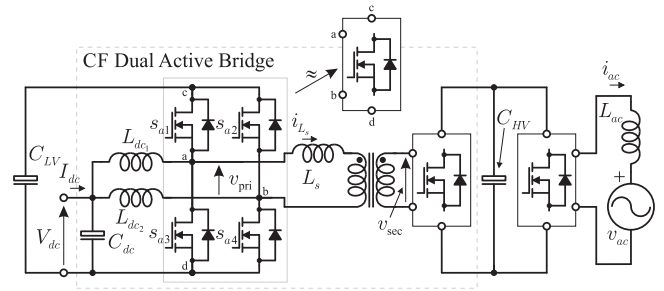 c
a
b
d
CF Dual Active Bridge
≈
c
s_{a1}
s_{a2}
i_{L_s}
C_{HV}
i_{ac}
L_{ac}
L_{dc_1}
C_{LV}
I_{dc}
a
v_{pri}
b
L_s
L_{dc_2}
+
V_{dc}
C_{dc}
s_{a3}
s_{a4}
d
v_{sec}
v_{ac}